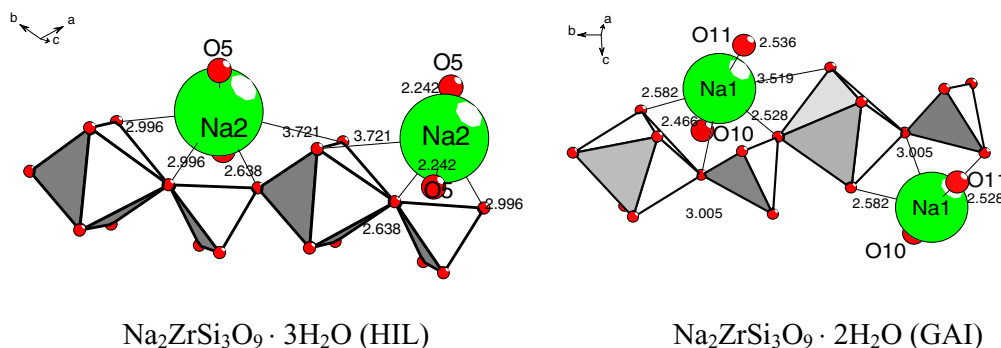 b a c
O5
Na2
2.996
2.996
2.638
3.721
3.721
O5
2.242
Na2
2.242
O5
2.996
2.638
Na₂ZrSi₃O₉ · 3H₂O (HIL)
b a c
O11
2.536
Na1
3.519
2.582
2.528
2.466
O10
3.005
3.005
O11
2.582
Na1
2.528
O10
Na₂ZrSi₃O₉ · 2H₂O (GAI)